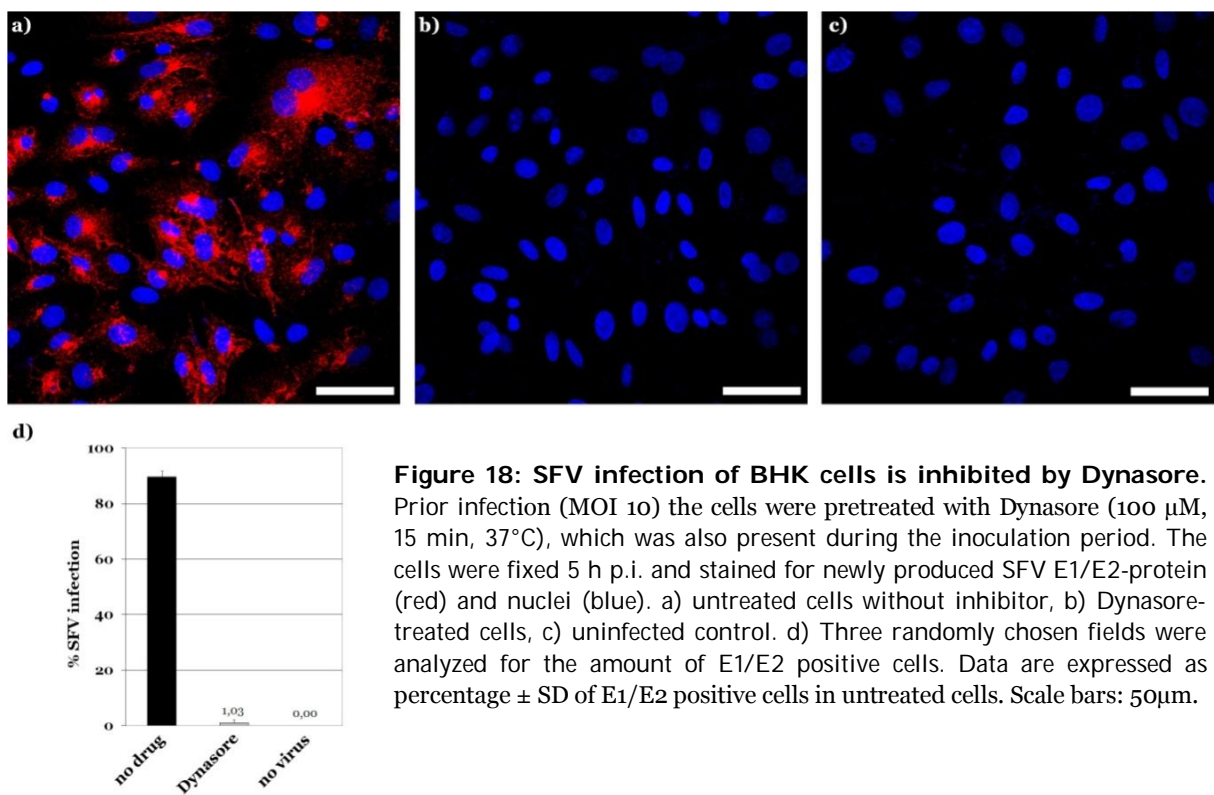 a)
b)
c)
d)
100
80
60
40
20
0
% SFV infection
1,03
0,00
no drug
Dynasore
no virus
Figure 18: SFV infection of BHK cells is inhibited by Dynasore.
Prior infection (MOI 10) the cells were pretreated with Dynasore (100 μM,
15 min, 37°C), which was also present during the inoculation period. The
cells were fixed 5 h p.i. and stained for newly produced SFV E1/E2-protein
(red) and nuclei (blue). a) untreated cells without inhibitor, b) Dynasore-
treated cells, c) uninfected control. d) Three randomly chosen fields were
analyzed for the amount of E1/E2 positive cells. Data are expressed as
percentage ± SD of E1/E2 positive cells in untreated cells. Scale bars: 50μm.